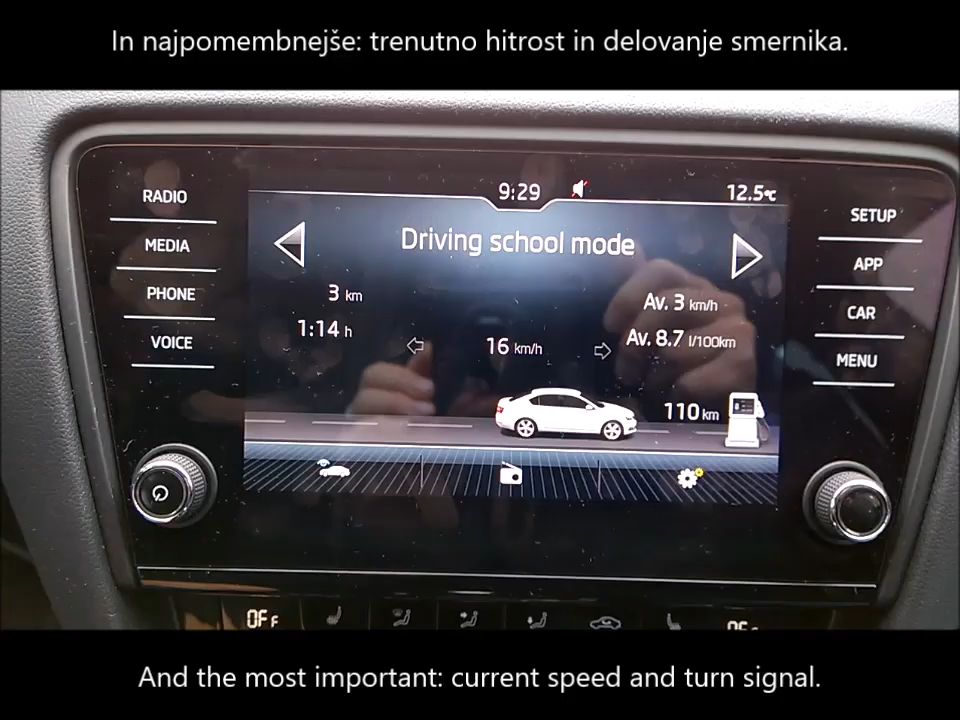 In najpomembnejše: trenutno hitrost in delovanje smernika.
RADIO
MEDIA
PHONE
VOICE
9:29
12.5°C
Driving school mode
3 km
1:14 h
16 km/h
Av. 3 km/h
Av. 8.7 l/100km
110 km
SETUP
APP
CAR
MENU
OFF
And the most important: current speed and turn signal.